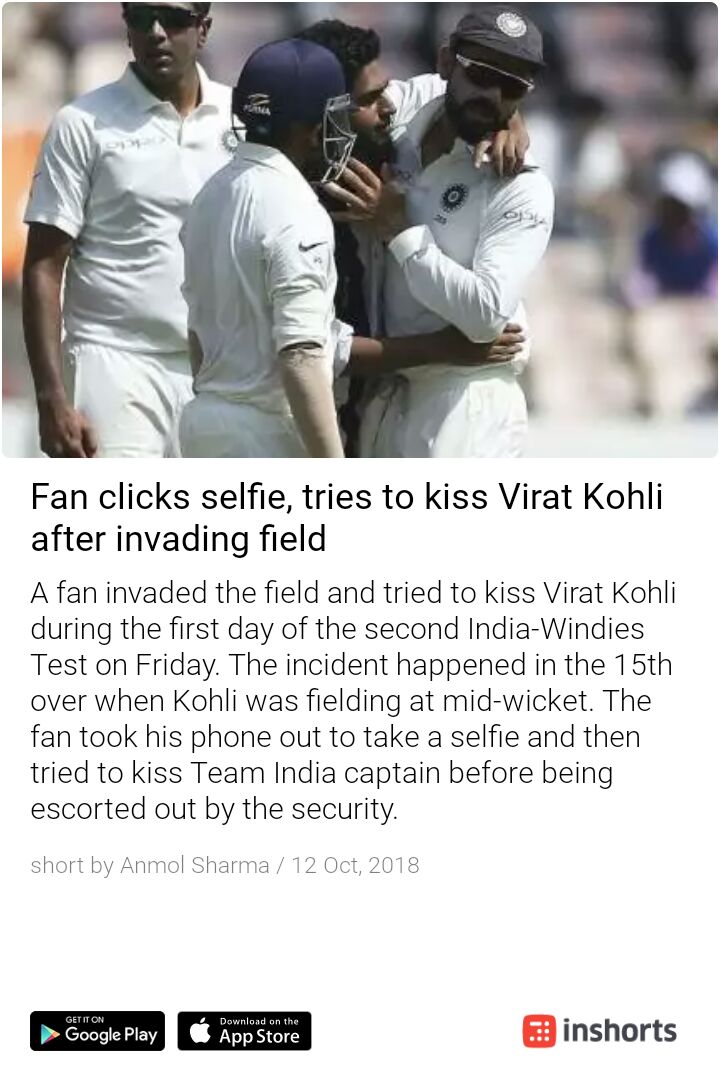 oppo
Fan clicks selfie, tries to kiss Virat Kohli
after invading field
A fan invaded the field and tried to kiss Virat Kohli
during the first day of the second India-Windies
Test on Friday. The incident happened in the 15th
over when Kohli was fielding at mid-wicket. The
fan took his phone out to take a selfie and then
tried to kiss Team India captain before being
escorted out by the security.
short by Anmol Sharma / 12 Oct, 2018
GET IT ON
Google Play
Download on the
App Store
inshorts